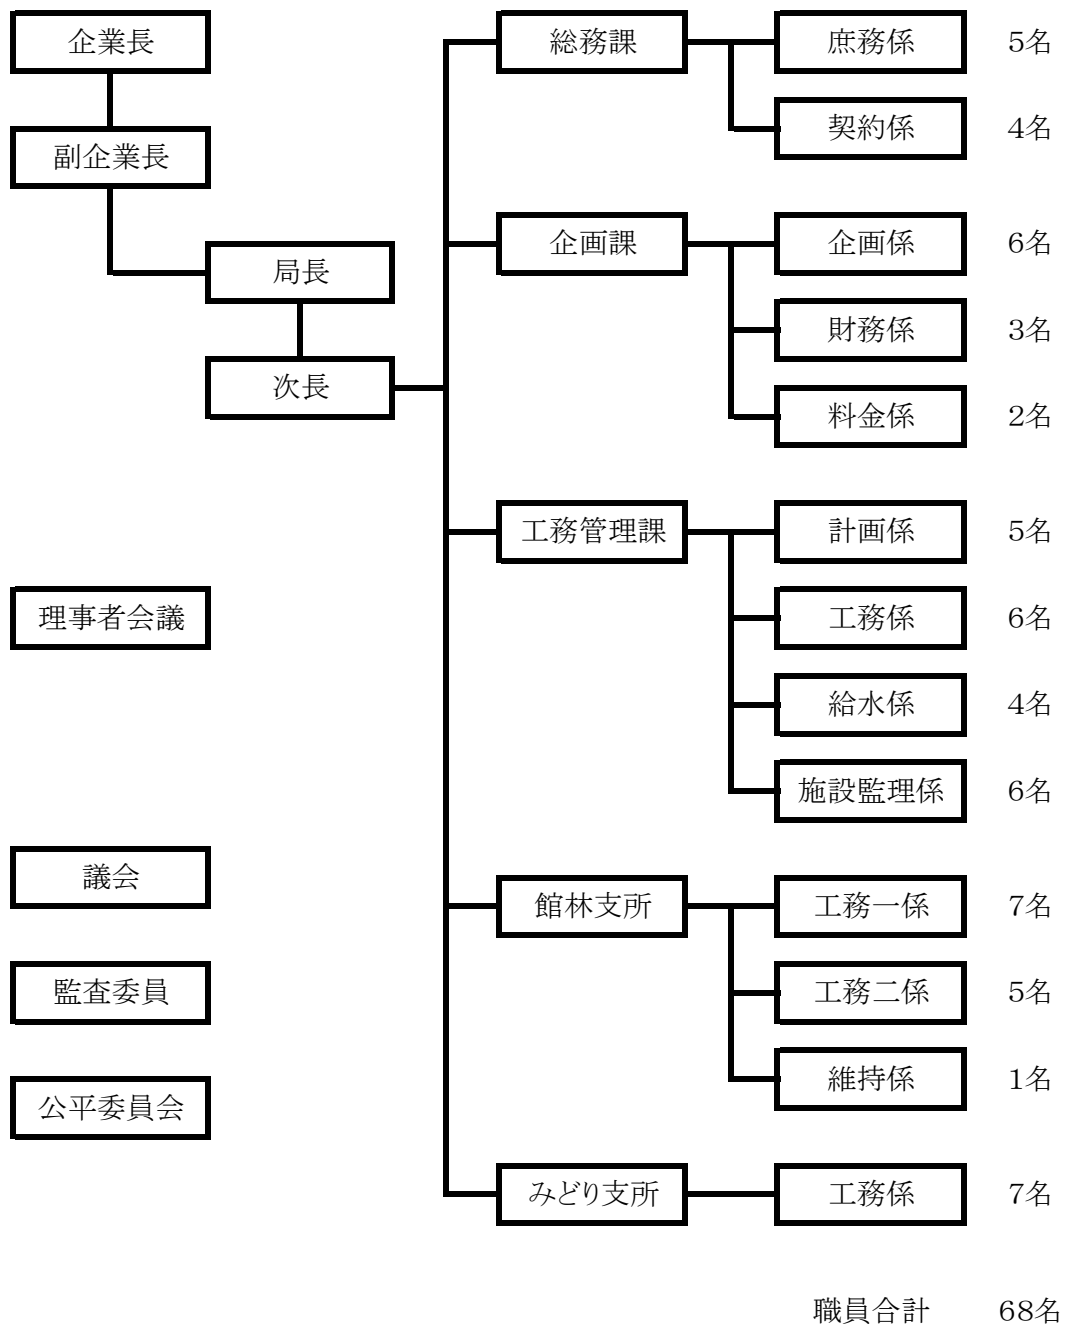 企業長
副企業長
局長
次長
理事者会議
議会
監査委員
公平委員会
総務課
庶務係 5名
契約係 4名
企画課
企画係 6名
財務係 3名
料金係 2名
工務管理課
計画係 5名
工務係 6名
給水係 4名
施設監理係 6名
館林支所
工務一係 7名
工務二係 5名
維持係 1名
みどり支所
工務係 7名
職員合計 68名